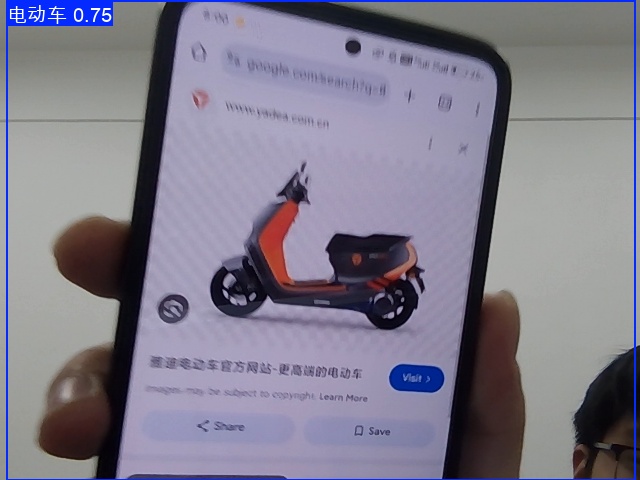 电动车 0.75
8:00
google.com/search?q=
www.yadea.com.cn
雅迪电动车官方网站-更高端的电动车
Visit
Images may be subject to copyright. Learn More
Share
Save